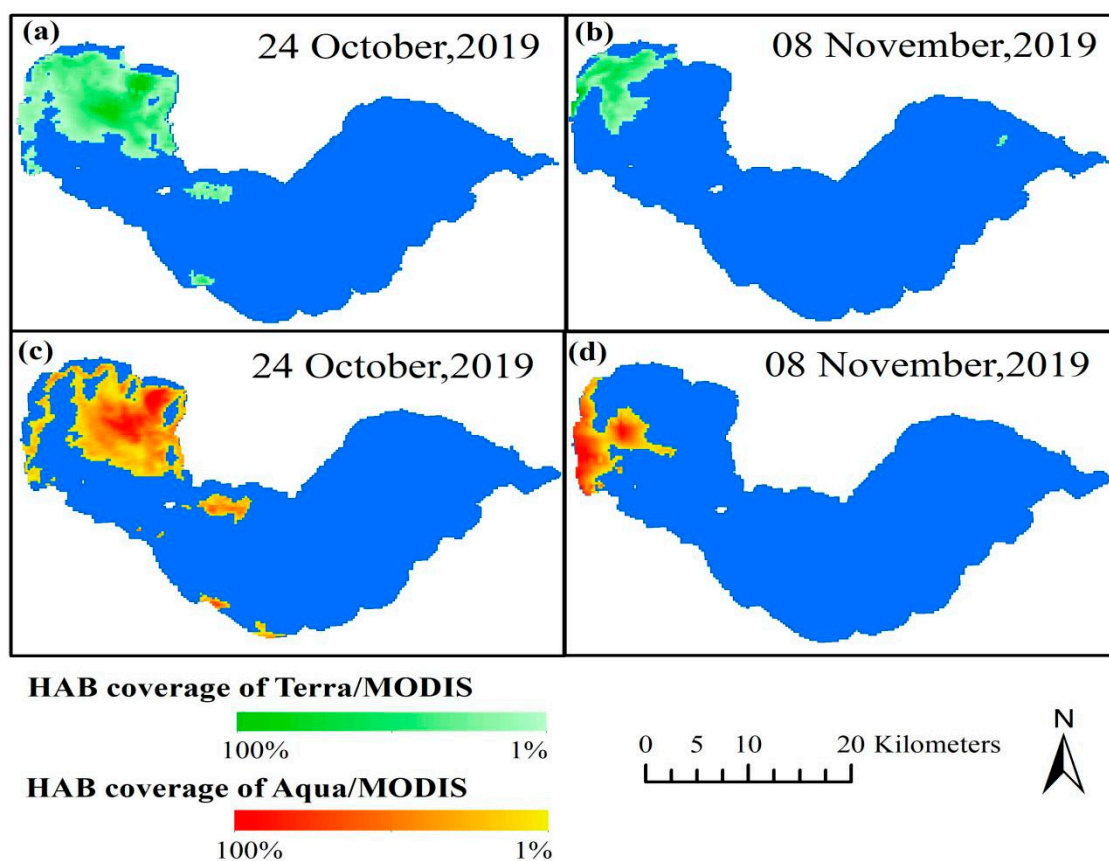 (a)
24 October,2019
(b)
08 November,2019
(c)
24 October,2019
(d)
08 November,2019
HAB coverage of Terra/MODIS
100% 1%
HAB coverage of Aqua/MODIS
100% 1%
0 5 10 20 Kilometers
N